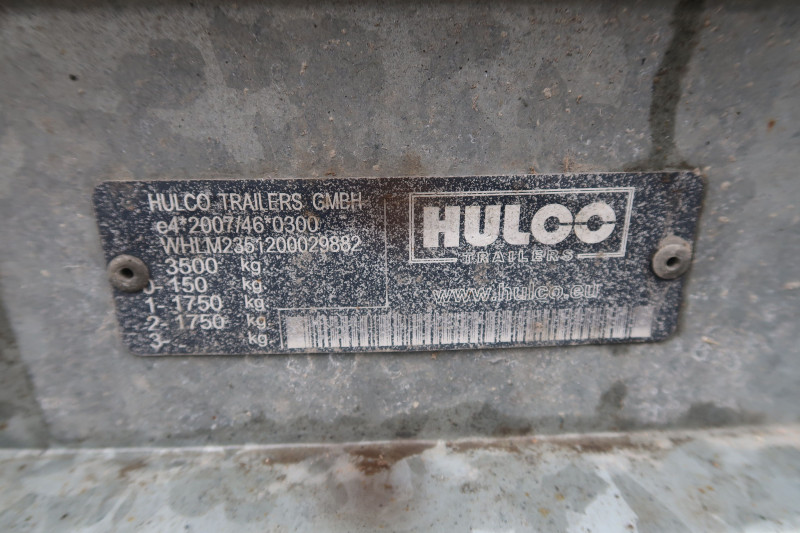 HULCO TRAILERS GMBH
e4*2007/46*0300
WHLM2361200029882
3500 kg
0- 150 kg
1- 1750 kg
2- 1750 kg
3- kg
HULCO
TRAILERS
www.hulco.eu